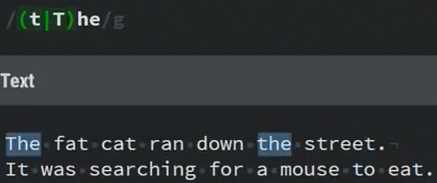 /(t|T)he/g
Text
The fat cat ran down the street.
It was searching for a mouse to eat.